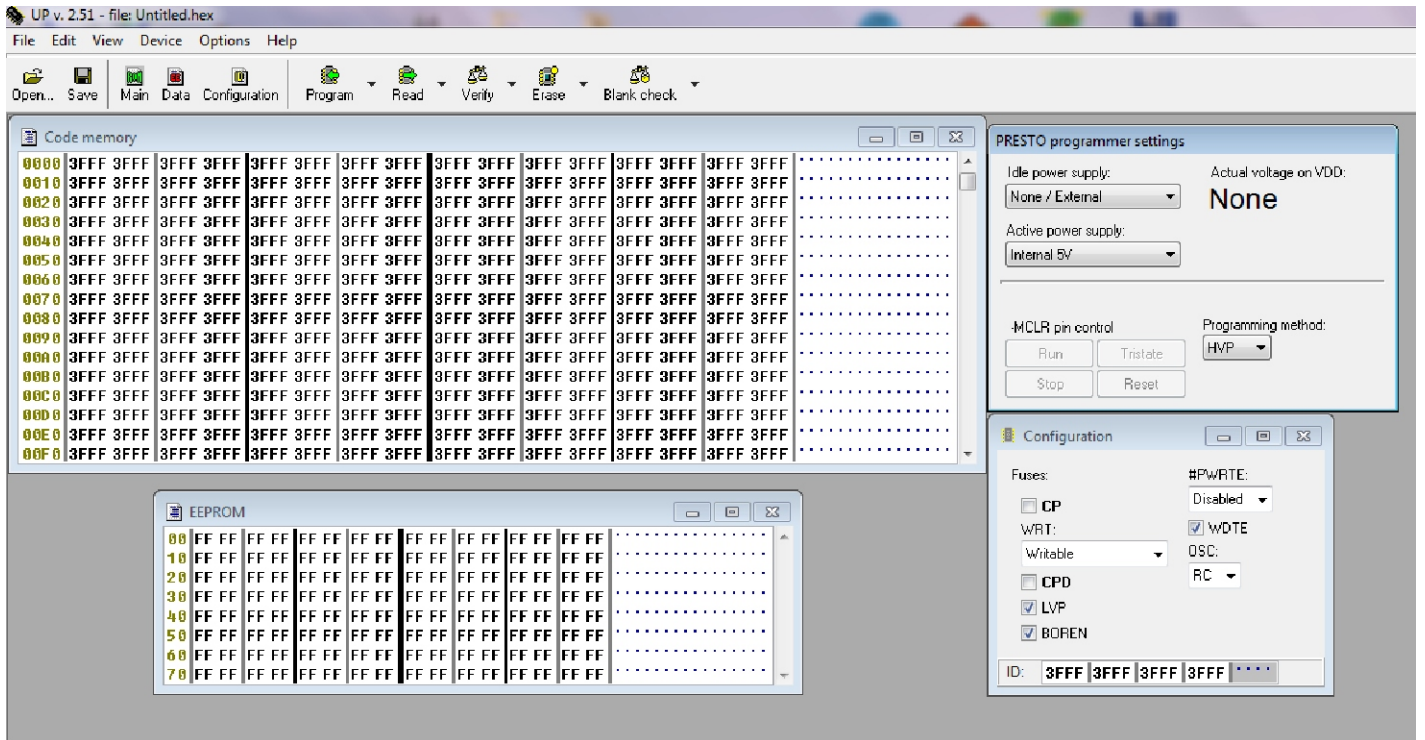 UP v. 2.51 - file: Untitled.hex
File Edit View Device Options Help
Open... Save Main Data Configuration Program Read Verify Erase Blank check
Code memory
0000 3FFF 3FFF 3FFF 3FFF 3FFF 3FFF 3FFF 3FFF 3FFF 3FFF 3FFF 3FFF 3FFF 3FFF 3FFF 3FFF ................
0010 3FFF 3FFF 3FFF 3FFF 3FFF 3FFF 3FFF 3FFF 3FFF 3FFF 3FFF 3FFF 3FFF 3FFF 3FFF 3FFF ................
0020 3FFF 3FFF 3FFF 3FFF 3FFF 3FFF 3FFF 3FFF 3FFF 3FFF 3FFF 3FFF 3FFF 3FFF 3FFF 3FFF ................
0030 3FFF 3FFF 3FFF 3FFF 3FFF 3FFF 3FFF 3FFF 3FFF 3FFF 3FFF 3FFF 3FFF 3FFF 3FFF 3FFF ................
0040 3FFF 3FFF 3FFF 3FFF 3FFF 3FFF 3FFF 3FFF 3FFF 3FFF 3FFF 3FFF 3FFF 3FFF 3FFF 3FFF ................
0050 3FFF 3FFF 3FFF 3FFF 3FFF 3FFF 3FFF 3FFF 3FFF 3FFF 3FFF 3FFF 3FFF 3FFF 3FFF 3FFF ................
0060 3FFF 3FFF 3FFF 3FFF 3FFF 3FFF 3FFF 3FFF 3FFF 3FFF 3FFF 3FFF 3FFF 3FFF 3FFF 3FFF ................
0070 3FFF 3FFF 3FFF 3FFF 3FFF 3FFF 3FFF 3FFF 3FFF 3FFF 3FFF 3FFF 3FFF 3FFF 3FFF 3FFF ................
0080 3FFF 3FFF 3FFF 3FFF 3FFF 3FFF 3FFF 3FFF 3FFF 3FFF 3FFF 3FFF 3FFF 3FFF 3FFF 3FFF ................
0090 3FFF 3FFF 3FFF 3FFF 3FFF 3FFF 3FFF 3FFF 3FFF 3FFF 3FFF 3FFF 3FFF 3FFF 3FFF 3FFF ................
00A0 3FFF 3FFF 3FFF 3FFF 3FFF 3FFF 3FFF 3FFF 3FFF 3FFF 3FFF 3FFF 3FFF 3FFF 3FFF 3FFF ................
00B0 3FFF 3FFF 3FFF 3FFF 3FFF 3FFF 3FFF 3FFF 3FFF 3FFF 3FFF 3FFF 3FFF 3FFF 3FFF 3FFF ................
00C0 3FFF 3FFF 3FFF 3FFF 3FFF 3FFF 3FFF 3FFF 3FFF 3FFF 3FFF 3FFF 3FFF 3FFF 3FFF 3FFF ................
00D0 3FFF 3FFF 3FFF 3FFF 3FFF 3FFF 3FFF 3FFF 3FFF 3FFF 3FFF 3FFF 3FFF 3FFF 3FFF 3FFF ................
00E0 3FFF 3FFF 3FFF 3FFF 3FFF 3FFF 3FFF 3FFF 3FFF 3FFF 3FFF 3FFF 3FFF 3FFF 3FFF 3FFF ................
00F0 3FFF 3FFF 3FFF 3FFF 3FFF 3FFF 3FFF 3FFF 3FFF 3FFF 3FFF 3FFF 3FFF 3FFF 3FFF 3FFF ................
PRESTO programmer settings
Idle power supply: Actual voltage on VDD:
None / External None
Active power supply:
Internal 5V
-MCLR pin control Programming method:
Run Tristate HVP
Stop Reset
EEPROM
00 FF FF FF FF FF FF FF FF FF FF FF FF FF FF FF FF ................
10 FF FF FF FF FF FF FF FF FF FF FF FF FF FF FF FF ................
20 FF FF FF FF FF FF FF FF FF FF FF FF FF FF FF FF ................
30 FF FF FF FF FF FF FF FF FF FF FF FF FF FF FF FF ................
40 FF FF FF FF FF FF FF FF FF FF FF FF FF FF FF FF ................
50 FF FF FF FF FF FF FF FF FF FF FF FF FF FF FF FF ................
60 FF FF FF FF FF FF FF FF FF FF FF FF FF FF FF FF ................
70 FF FF FF FF FF FF FF FF FF FF FF FF FF FF FF FF ................
Configuration
Fuses: #PWRTE:
CP Disabled
WRT: WDTE
Writable OSC:
CPD RC
LVP
BOREN
ID: 3FFF 3FFF 3FFF 3FFF ....